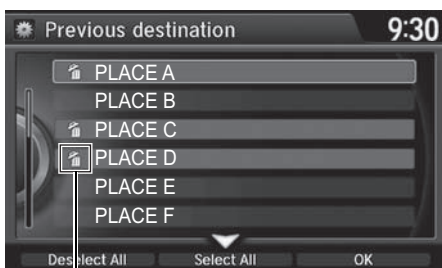 Previous destination 9:30
PLACE A
PLACE B
PLACE C
PLACE D
PLACE E
PLACE F
Deselect All Select All OK